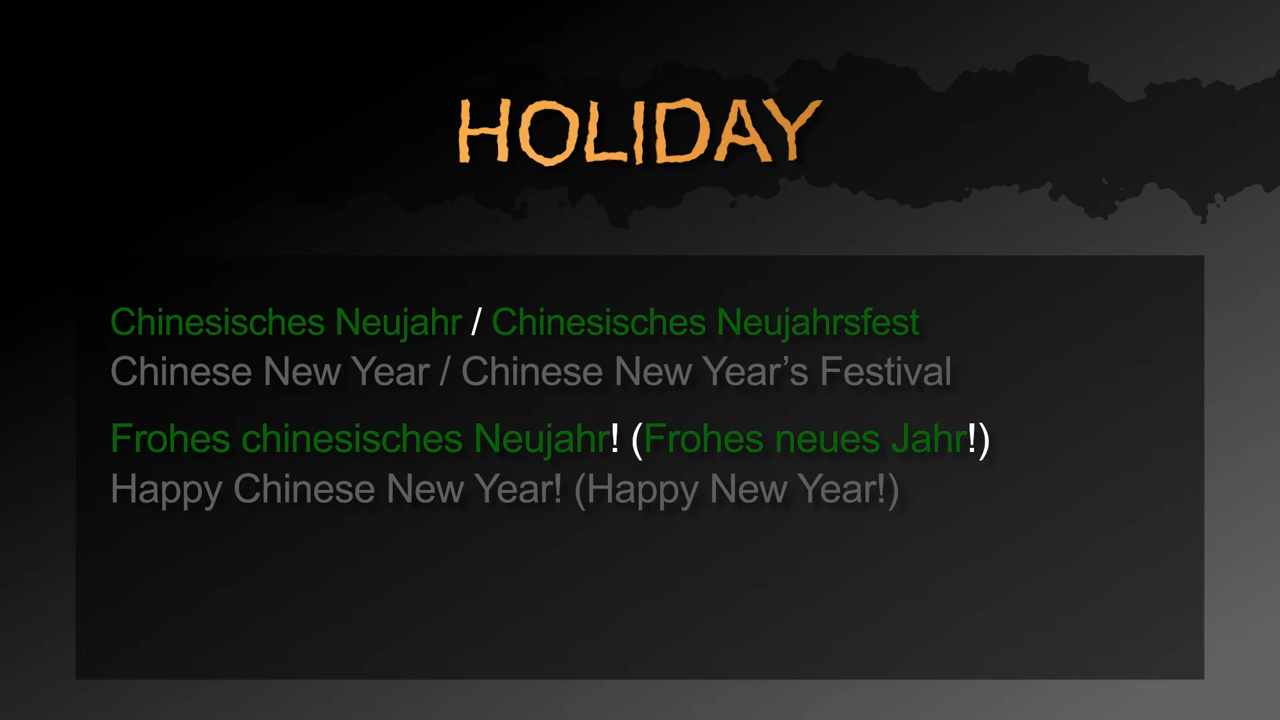 HOLIDAY
Chinesisches Neujahr / Chinesisches Neujahrsfest
Chinese New Year / Chinese New Year’s Festival
Frohes chinesisches Neujahr! (Frohes neues Jahr!)
Happy Chinese New Year! (Happy New Year!)